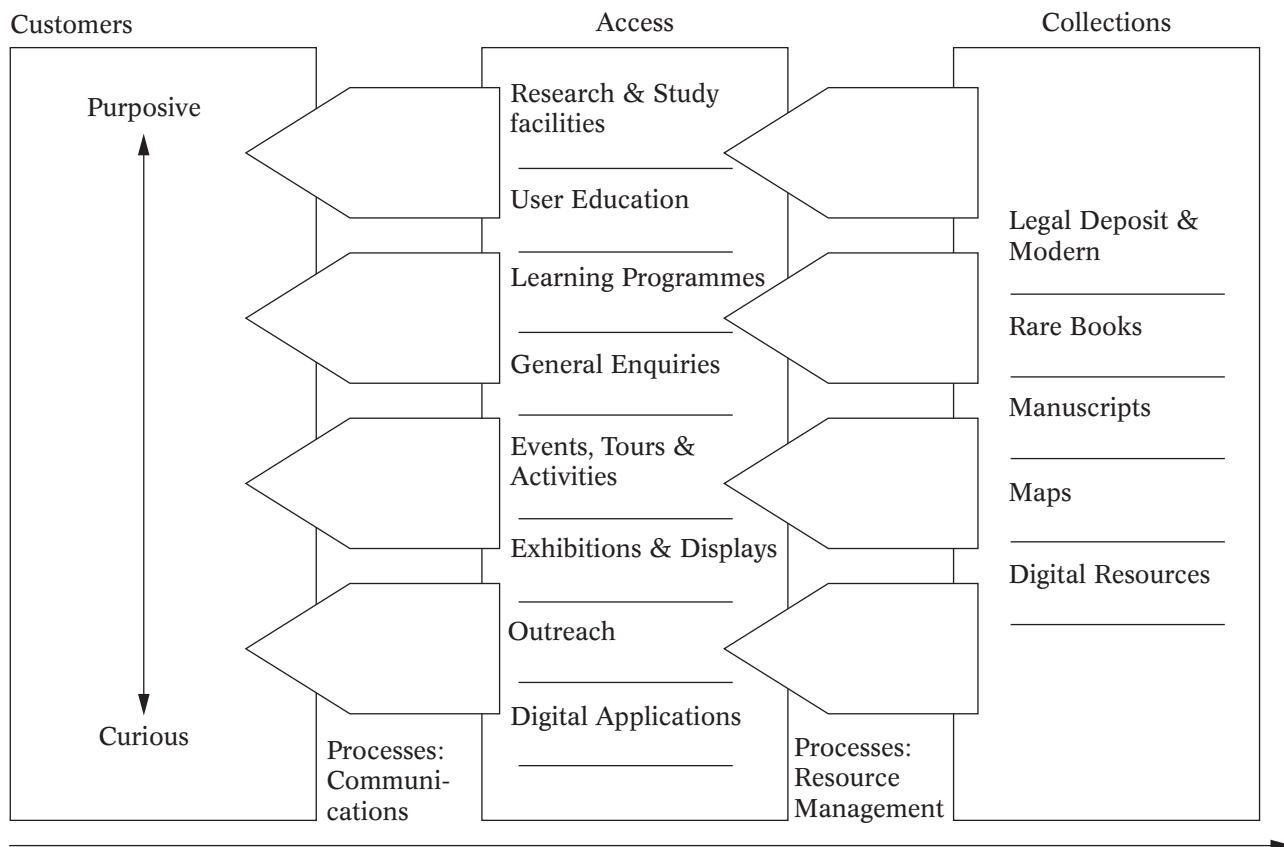 Customers
Access
Collections
Purposive
Curious
Processes:
Communi-
cations
Research & Study
facilities
User Education
Learning Programmes
General Enquiries
Events, Tours &
Activities
Exhibitions & Displays
Outreach
Digital Applications
Processes:
Resource
Management
Legal Deposit &
Modern
Rare Books
Manuscripts
Maps
Digital Resources